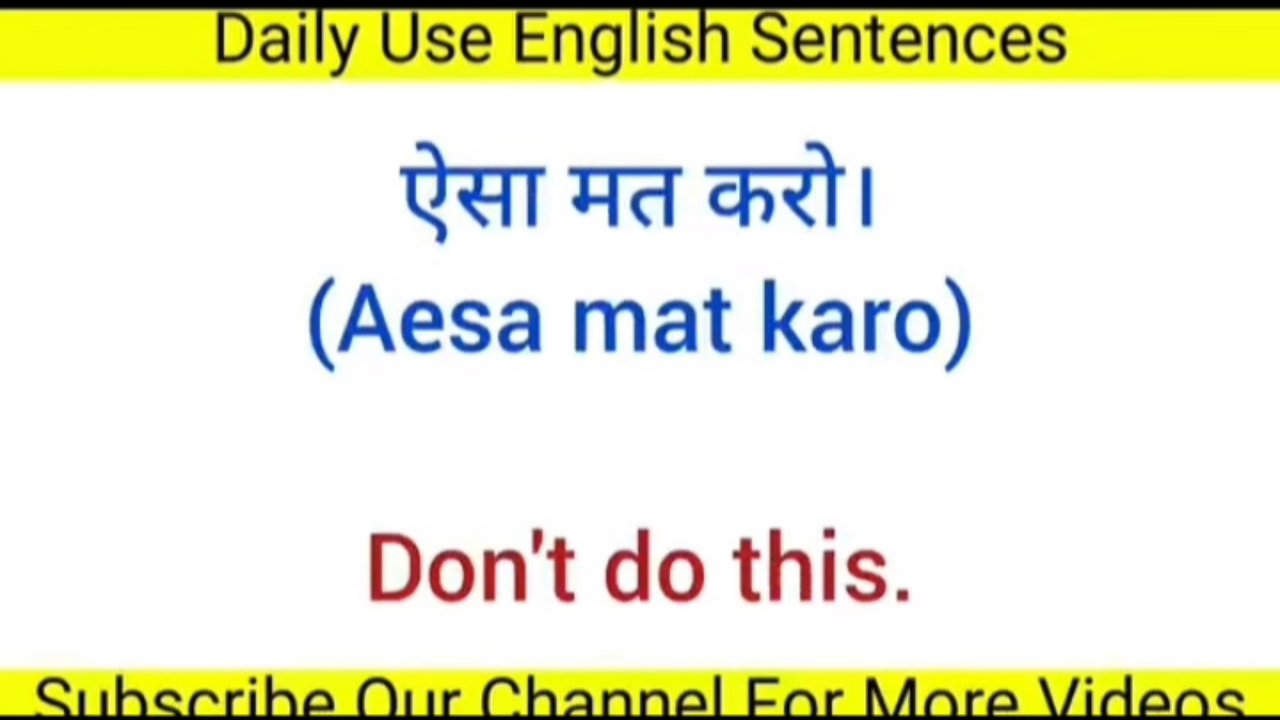 Daily Use English Sentences
ऐसा मत करो।
(Aesa mat karo)
Don't do this.
Subscribe Our Channel For More Videos